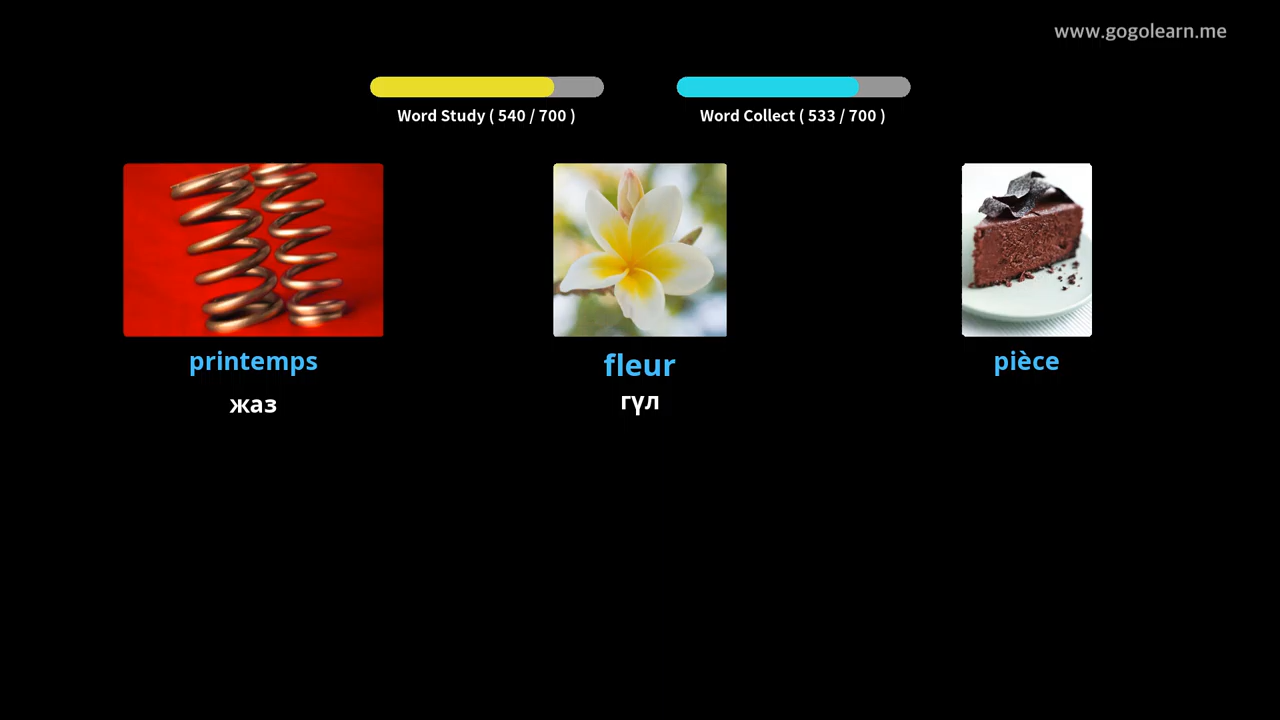 www.gogolearn.me
Word Study ( 540 / 700 )
Word Collect ( 533 / 700 )
printemps
жаз
fleur
гүл
pièce